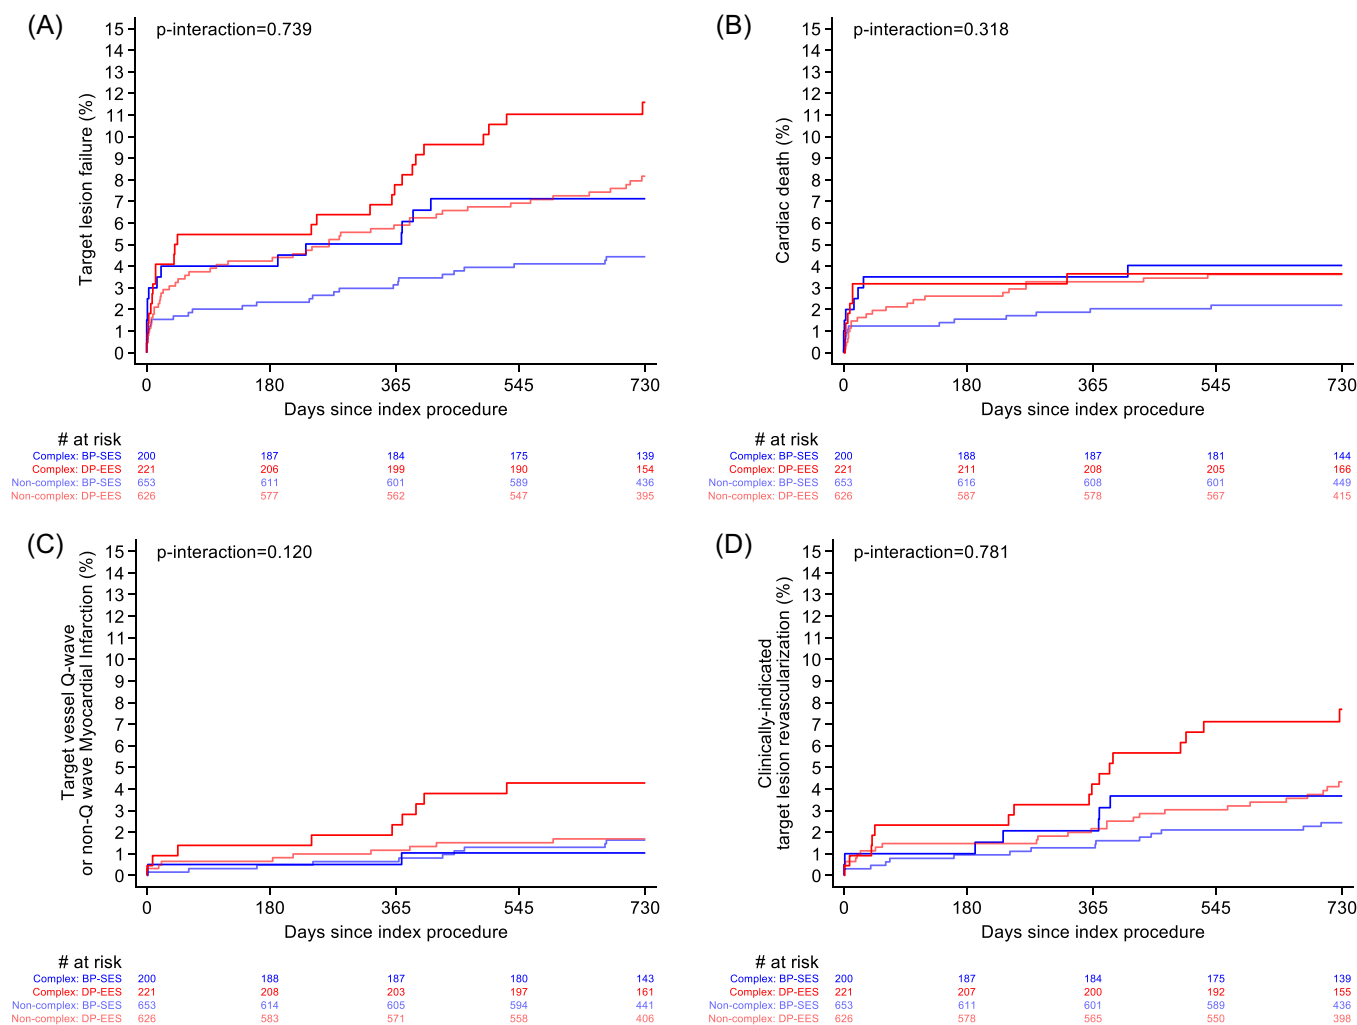 (A)
p-interaction=0.739
Target lesion failure (%)
15
14
13
12
11
10
9
8
7
6
5
4
3
2
1
0
0 180 365 545 730
Days since index procedure
# at risk
Complex: BP-SES 200 187 184 175 139
Complex: DP-EES 221 206 199 190 154
Non-complex: BP-SES 653 611 601 589 436
Non-complex: DP-EES 626 577 562 547 395
(B)
p-interaction=0.318
Cardiac death (%)
15
14
13
12
11
10
9
8
7
6
5
4
3
2
1
0
0 180 365 545 730
Days since index procedure
# at risk
Complex: BP-SES 200 188 187 181 144
Complex: DP-EES 221 211 208 205 166
Non-complex: BP-SES 653 616 608 601 449
Non-complex: DP-EES 626 587 578 567 415
(C)
p-interaction=0.120
Target vessel Q-wave
or non-Q wave Myocardial Infarction (%)
15
14
13
12
11
10
9
8
7
6
5
4
3
2
1
0
0 180 365 545 730
Days since index procedure
# at risk
Complex: BP-SES 200 188 187 180 143
Complex: DP-EES 221 208 203 197 161
Non-complex: BP-SES 653 614 605 594 441
Non-complex: DP-EES 626 583 571 558 406
(D)
p-interaction=0.781
Clinically-indicated
target lesion revascularization (%)
15
14
13
12
11
10
9
8
7
6
5
4
3
2
1
0
0 180 365 545 730
Days since index procedure
# at risk
Complex: BP-SES 200 187 184 175 139
Complex: DP-EES 221 207 200 192 155
Non-complex: BP-SES 653 611 601 589 436
Non-complex: DP-EES 626 578 565 550 398